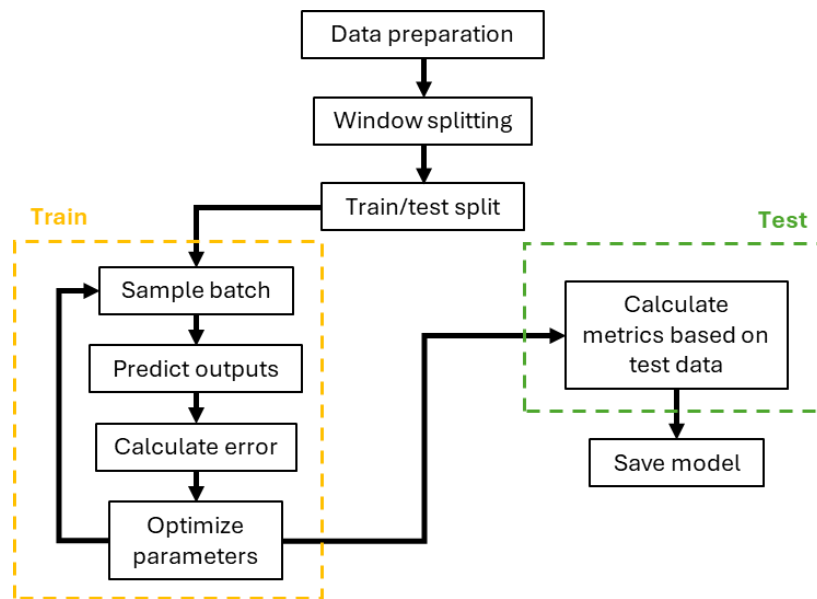 Data preparation
Window splitting
Train/test split
Train
Sample batch
Predict outputs
Calculate error
Optimize
parameters
Test
Calculate
metrics based on
test data
Save model